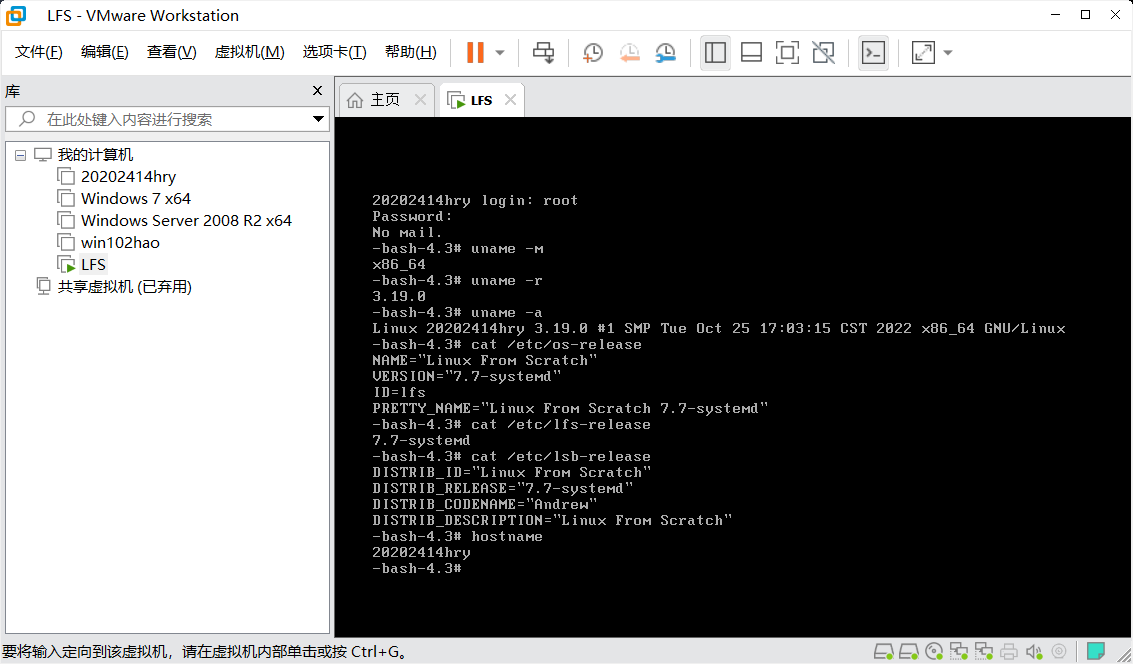 LFS - VMware Workstation
文件(F) 编辑(E) 查看(V) 虚拟机(M) 选项卡(T) 帮助(H)
库
在此处键入内容进行搜索
我的计算机
20202414hry
Windows 7 x64
Windows Server 2008 R2 x64
win102hao
LFS
共享虚拟机 (已弃用)
主页 LFS
20202414hry login: root
Password:
No mail.
-bash-4.3# uname -m
x86_64
-bash-4.3# uname -r
3.19.0
-bash-4.3# uname -a
Linux 20202414hry 3.19.0 #1 SMP Tue Oct 25 17:03:15 CST 2022 x86_64 GNU/Linux
-bash-4.3# cat /etc/os-release
NAME="Linux From Scratch"
VERSION="7.7-systemd"
ID=lfs
PRETTY_NAME="Linux From Scratch 7.7-systemd"
-bash-4.3# cat /etc/lfs-release
7.7-systemd
-bash-4.3# cat /etc/lsb-release
DISTRIB_ID="Linux From Scratch"
DISTRIB_RELEASE="7.7-systemd"
DISTRIB_CODENAME="Andrew"
DISTRIB_DESCRIPTION="Linux From Scratch"
-bash-4.3# hostname
20202414hry
-bash-4.3#
要将输入定向到该虚拟机，请在虚拟机内部单击或按 Ctrl+G。